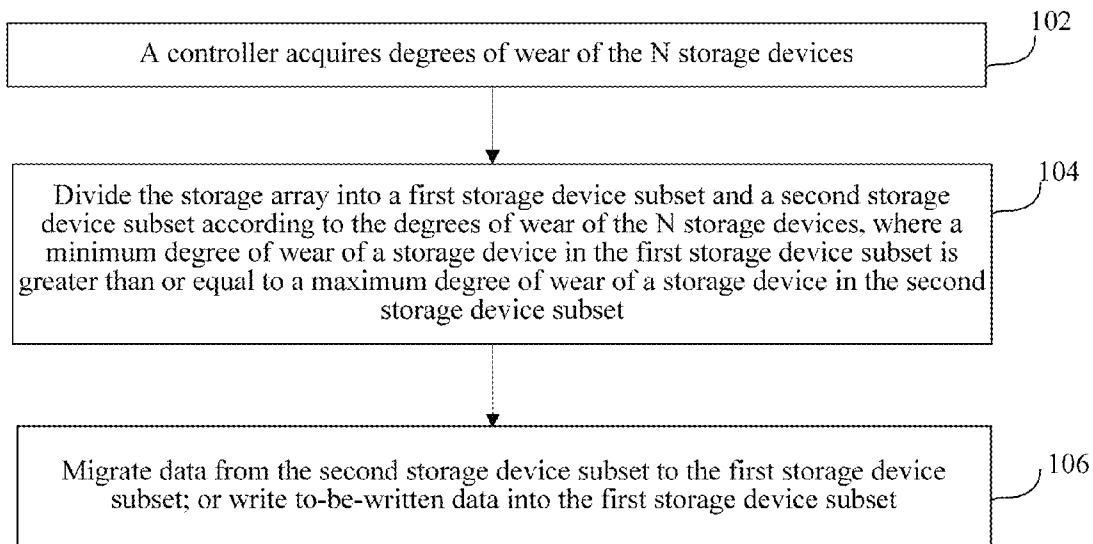 102
A controller acquires degrees of wear of the N storage devices
104
Divide the storage array into a first storage device subset and a second storage
device subset according to the degrees of wear of the N storage devices, where a
minimum degree of wear of a storage device in the first storage device subset is
greater than or equal to a maximum degree of wear of a storage device in the second
storage device subset
106
Migrate data from the second storage device subset to the first storage device
subset; or write to-be-written data into the first storage device subset